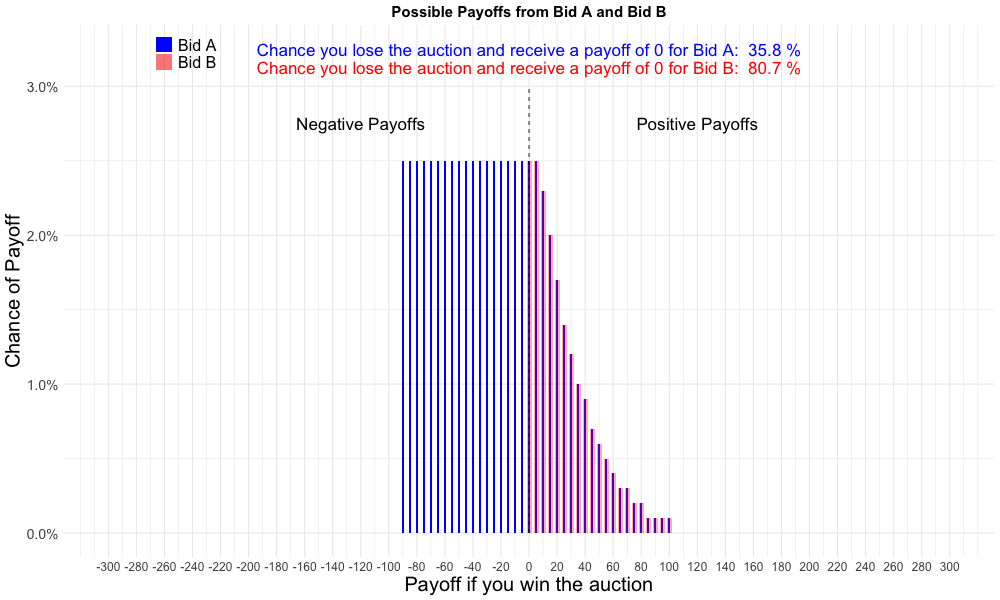 Possible Payoffs from Bid A and Bid B
Bid A
Bid B
Chance you lose the auction and receive a payoff of 0 for Bid A: 35.8 %
Chance you lose the auction and receive a payoff of 0 for Bid B: 80.7 %
Negative Payoffs
Positive Payoffs
Chance of Payoff
3.0%
2.0%
1.0%
0.0%
-300 -280 -260 -240 -220 -200 -180 -160 -140 -120 -100 -80 -60 -40 -20 0 20 40 60 80 100 120 140 160 180 200 220 240 260 280 300
Payoff if you win the auction